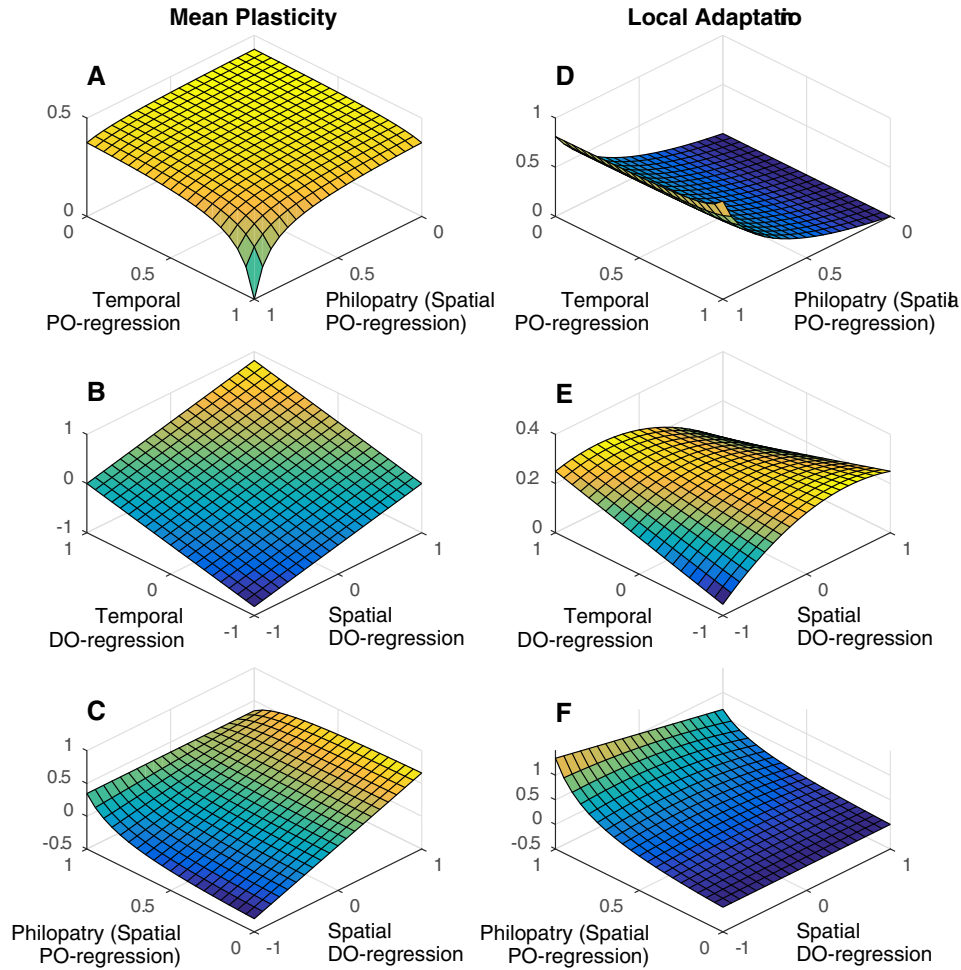 Mean Plasticity
Local Adaptatino
A
0.5
0
0
0.5
1
1
0.5
0
Temporal
PO-regression
Philopatry (Spatial
PO-regression)
D
1
0.5
0
0
0.5
1
1
0.5
0
Temporal
PO-regression
Philopatry (Spatial
PO-regression)
B
1
0
-1
1
0
-1
-1
0
1
Temporal
DO-regression
Spatial
DO-regression
E
0.4
0.2
0
1
0
-1
-1
0
1
Temporal
DO-regression
Spatial
DO-regression
C
1
0.5
0
-0.5
1
0.5
0
-1
0
1
Philopatry (Spatial
PO-regression)
Spatial
DO-regression
F
1
0.5
0
-0.5
1
0.5
0
-1
0
1
Philopatry (Spatial
PO-regression)
Spatial
DO-regression